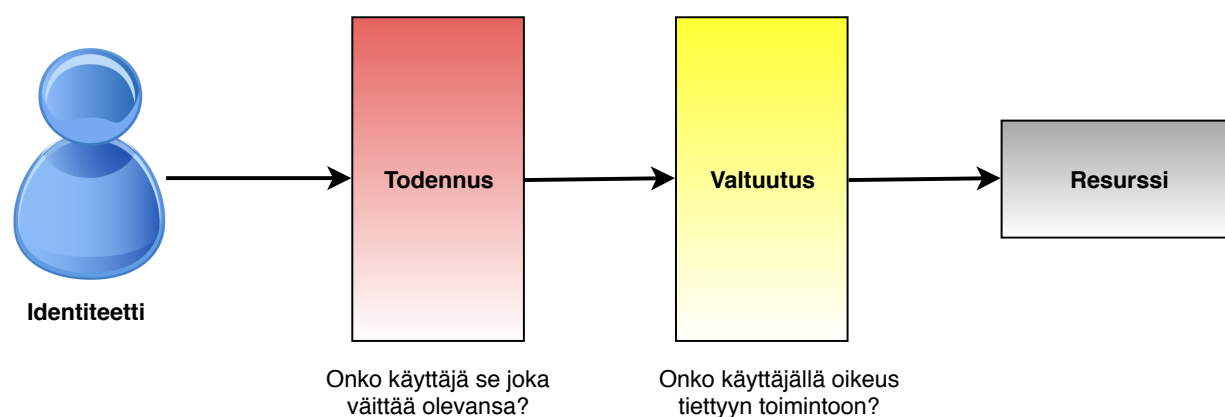 Todennus
Valtuutus
Resurssi
Identiteetti
Onko käyttäjä se joka
väittää olevansa?
Onko käyttäjällä oikeus
tiettyyn toimintoon?